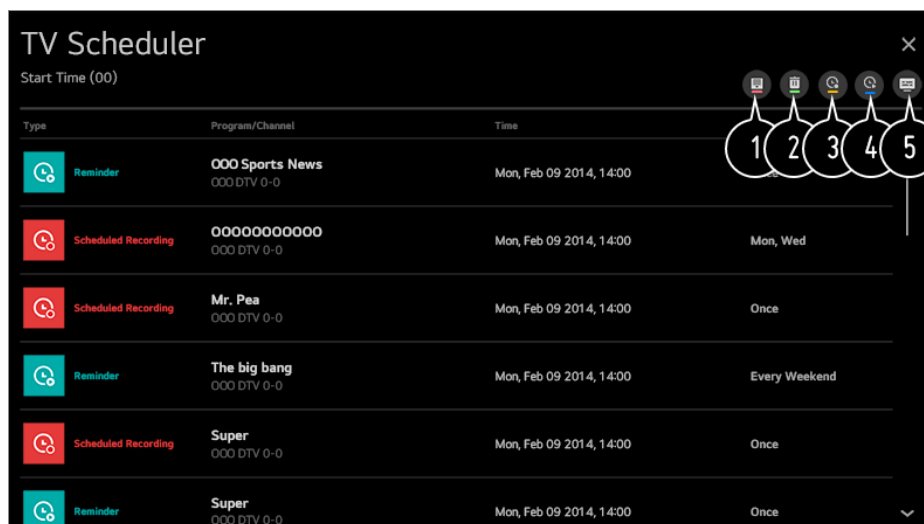 TV Scheduler
Start Time (00)
1 2 3 4 5
Type Program/Channel Time
Reminder OOO Sports News Mon, Feb 09 2014, 14:00
OOO DTV 0-0
Scheduled Recording OOOOOOOOOOO Mon, Feb 09 2014, 14:00 Mon, Wed
OOO DTV 0-0
Scheduled Recording Mr. Pea Mon, Feb 09 2014, 14:00 Once
OOO DTV 0-0
Reminder The big bang Mon, Feb 09 2014, 14:00 Every Weekend
OOO DTV 0-0
Scheduled Recording Super Mon, Feb 09 2014, 14:00 Once
OOO DTV 0-0
Reminder Super Mon, Feb 09 2014, 14:00 Once
OOO DTV 0-0